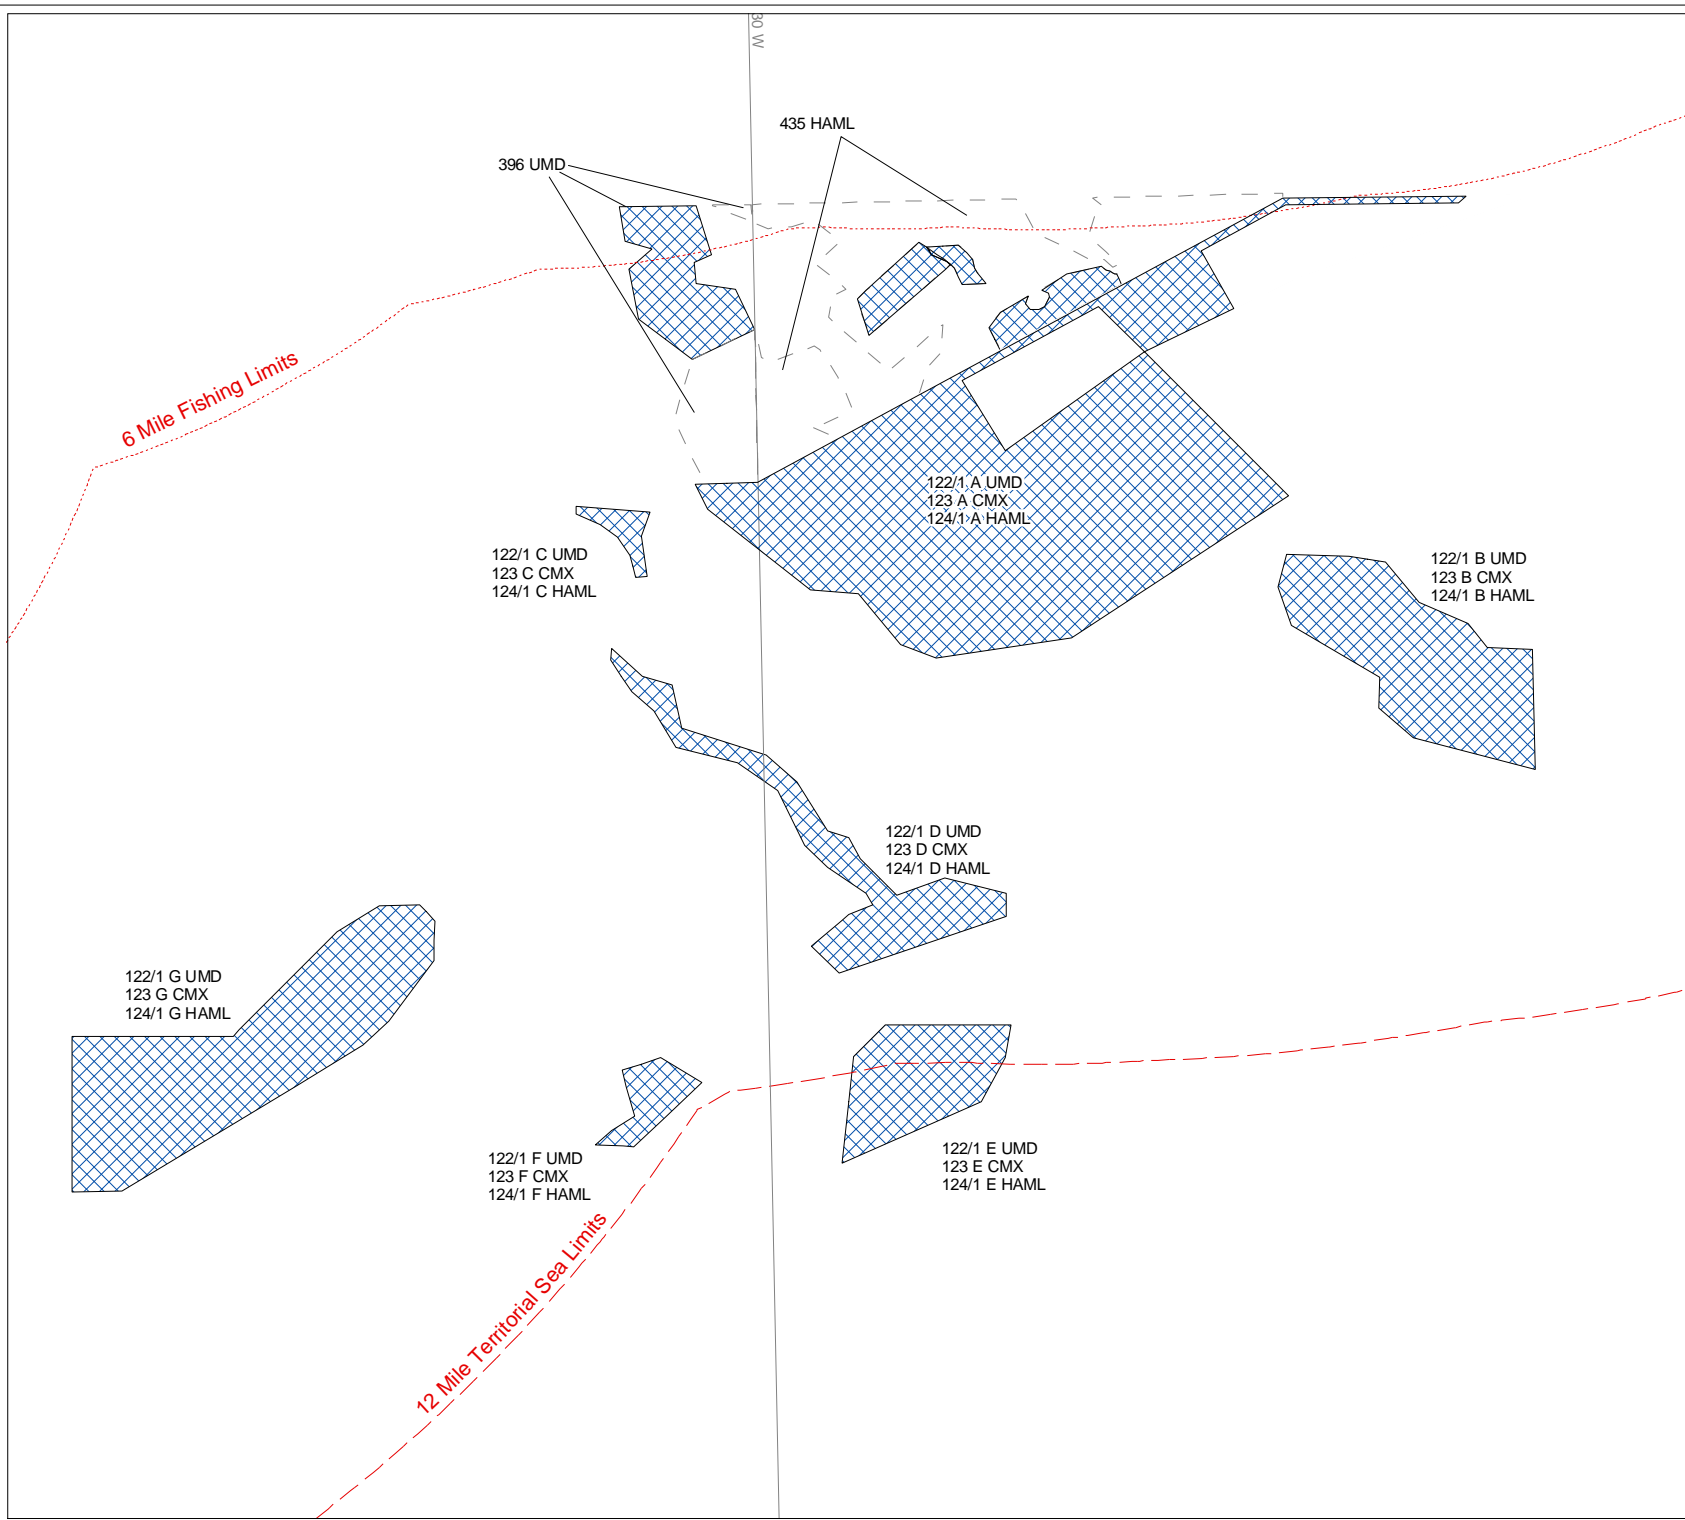 30 W
435 HAML
396 UMD
6 Mile Fishing Limits
122/1 A UMD
123 A CMX
124/1 A HAML
122/1 C UMD
123 C CMX
124/1 C HAML
122/1 B UMD
123 B CMX
124/1 B HAML
122/1 D UMD
123 D CMX
124/1 D HAML
122/1 G UMD
123 G CMX
124/1 G HAML
122/1 F UMD
123 F CMX
124/1 F HAML
122/1 E UMD
123 E CMX
124/1 E HAML
12 Mile Territorial Sea Limits